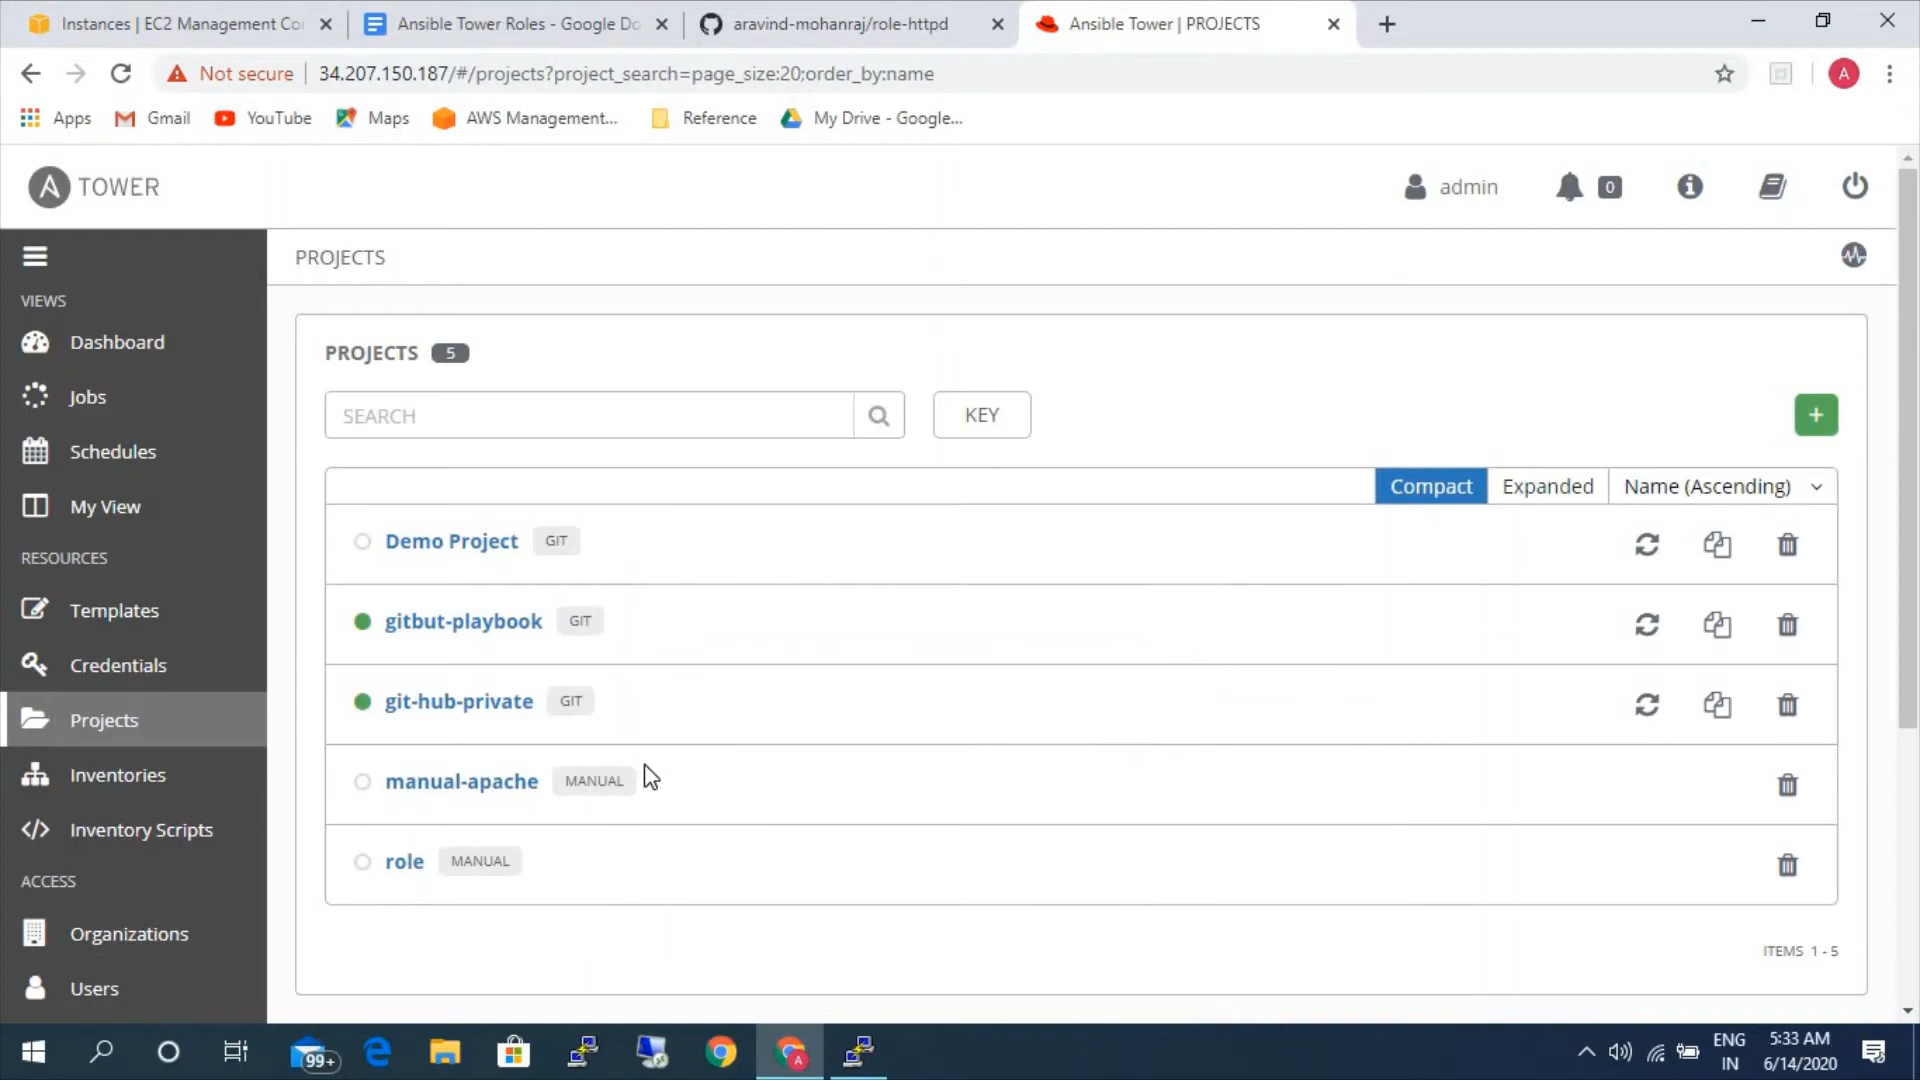 Instances | EC2 Management Co
Ansible Tower Roles - Google Do
aravind-mohanraj/role-httpd
Ansible Tower | PROJECTS
Not secure
34.207.150.187/#/projects?project_search=page_size:20;order_by:name
A
Apps
Gmail
YouTube
Maps
AWS Management...
Reference
My Drive - Google...
A TOWER
admin
0
PROJECTS
VIEWS
Dashboard
Jobs
Schedules
My View
RESOURCES
Templates
Credentials
Projects
Inventories
Inventory Scripts
ACCESS
Organizations
Users
PROJECTS 5
SEARCH
KEY
+
Compact
Expanded
Name (Ascending)
Demo Project GIT
gitbut-playbook GIT
git-hub-private GIT
manual-apache MANUAL
role MANUAL
ITEMS 1 - 5
99+
A
ENG
IN
5:33 AM
6/14/2020